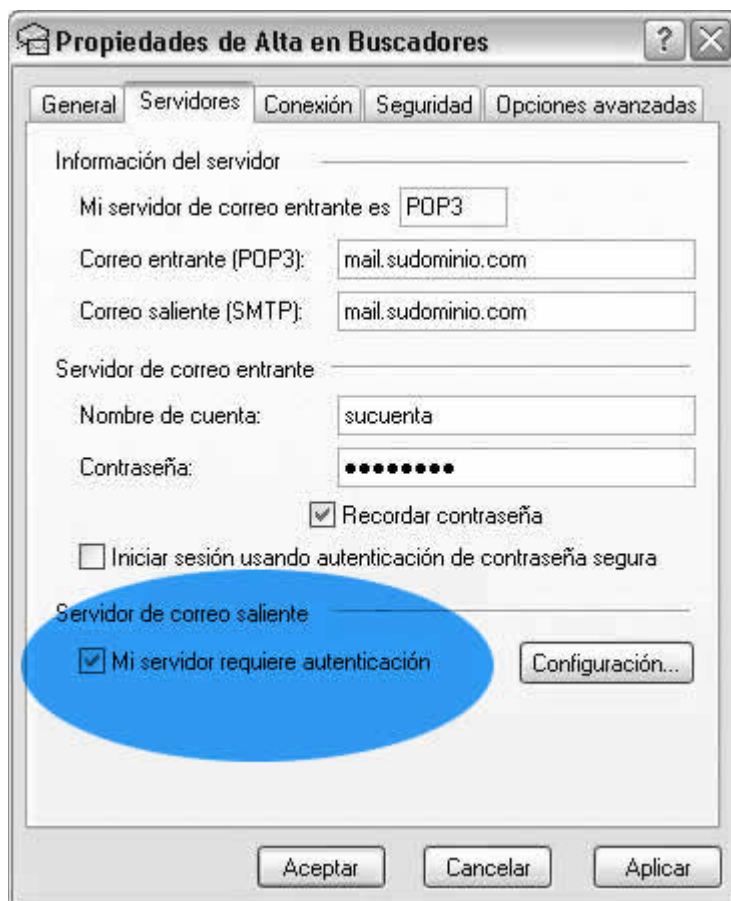 Propiedades de Alta en Buscadores
General Servidores Conexión Seguridad Opciones avanzadas
Información del servidor
Mi servidor de correo entrante es POP3
Correo entrante (POP3): mail.sudominio.com
Correo saliente (SMTP): mail.sudominio.com
Servidor de correo entrante
Nombre de cuenta: sucuenta
Contraseña: ●●●●●●●●
Recordar contraseña
Iniciar sesión usando autenticación de contraseña segura
Servidor de correo saliente
Mi servidor requiere autenticación Configuración...
Aceptar Cancelar Aplicar